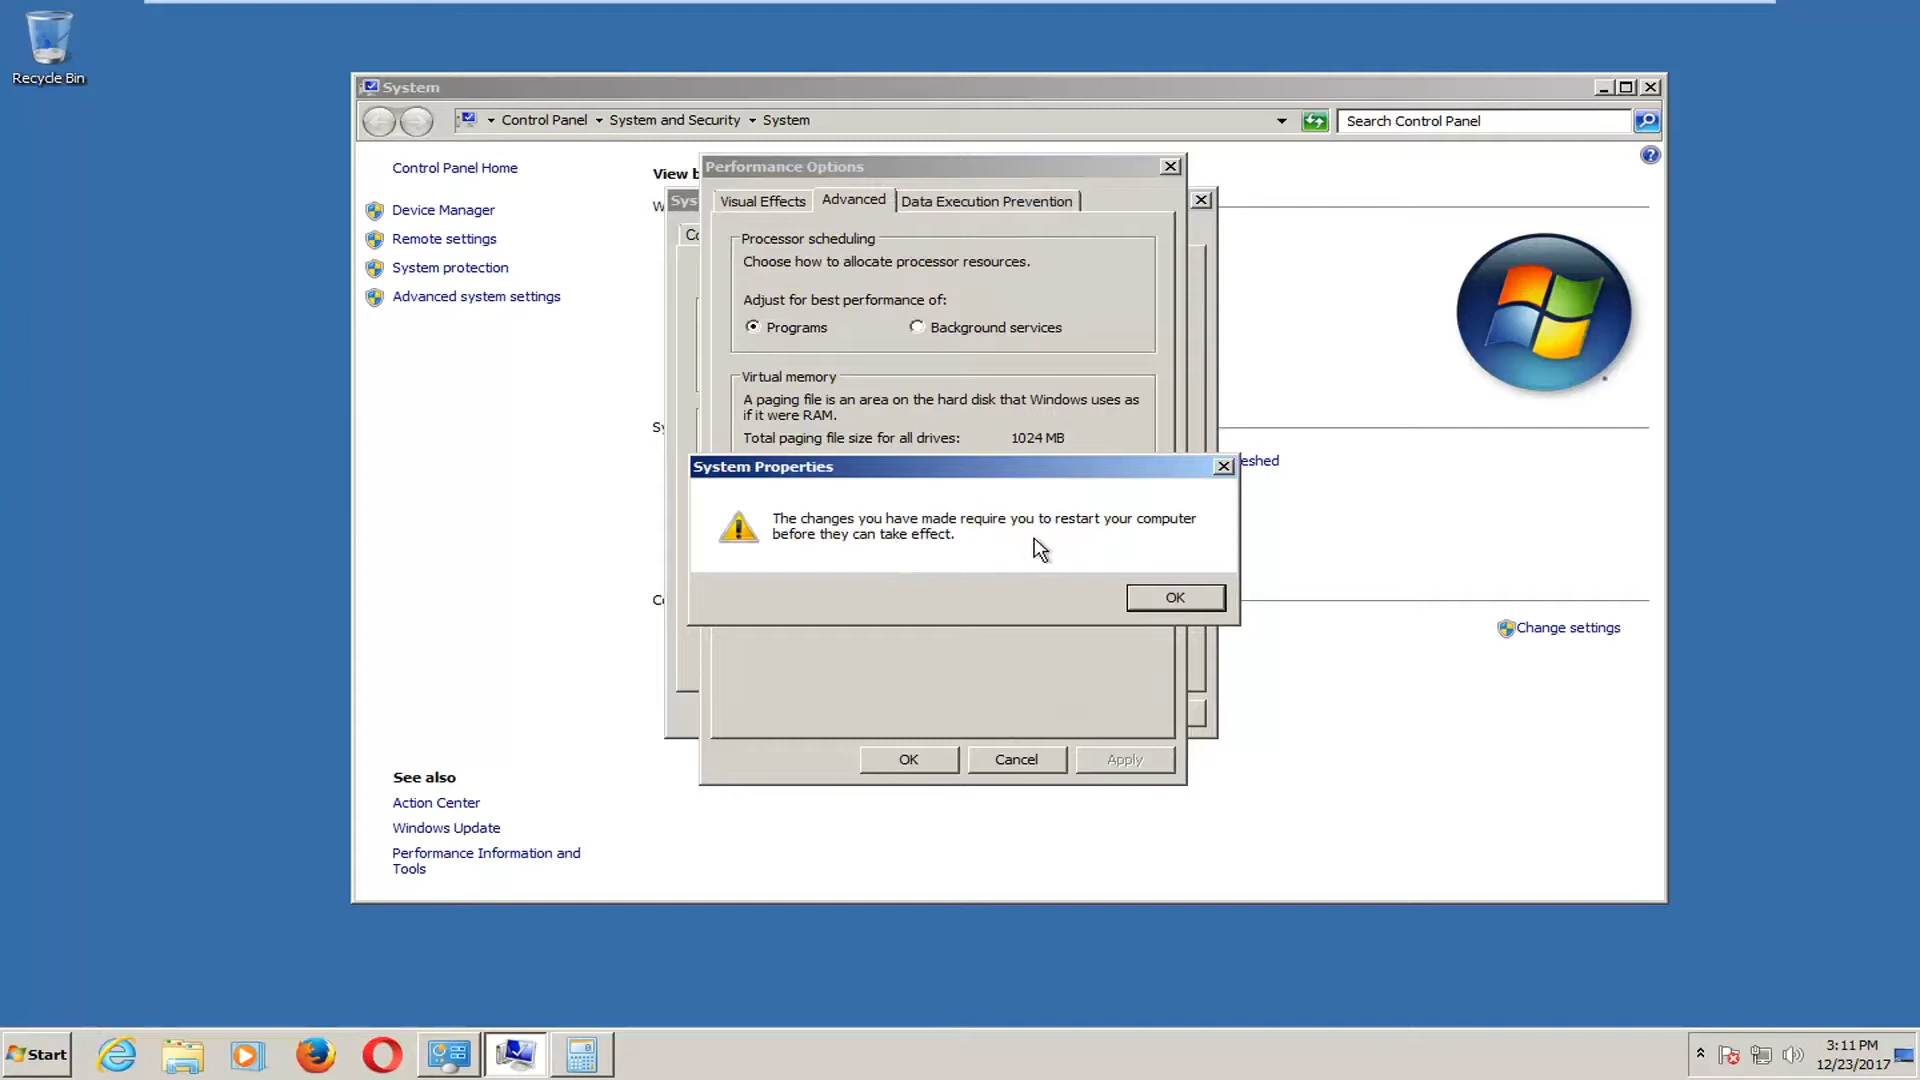 Recycle Bin
System
Control Panel System and Security System
Search Control Panel
Control Panel Home
Device Manager
Remote settings
System protection
Advanced system settings
View b
W
Sy
Co
Sys
Co
Performance Options
Visual Effects
Advanced
Data Execution Prevention
Processor scheduling
Choose how to allocate processor resources.
Adjust for best performance of:
Programs
Background services
Virtual memory
A paging file is an area on the hard disk that Windows uses as
if it were RAM.
Total paging file size for all drives: 1024 MB
System Properties
The changes you have made require you to restart your computer
before they can take effect.
OK
eshed
Change settings
OK
Cancel
Apply
See also
Action Center
Windows Update
Performance Information and
Tools
Start
3:11 PM
12/23/2017